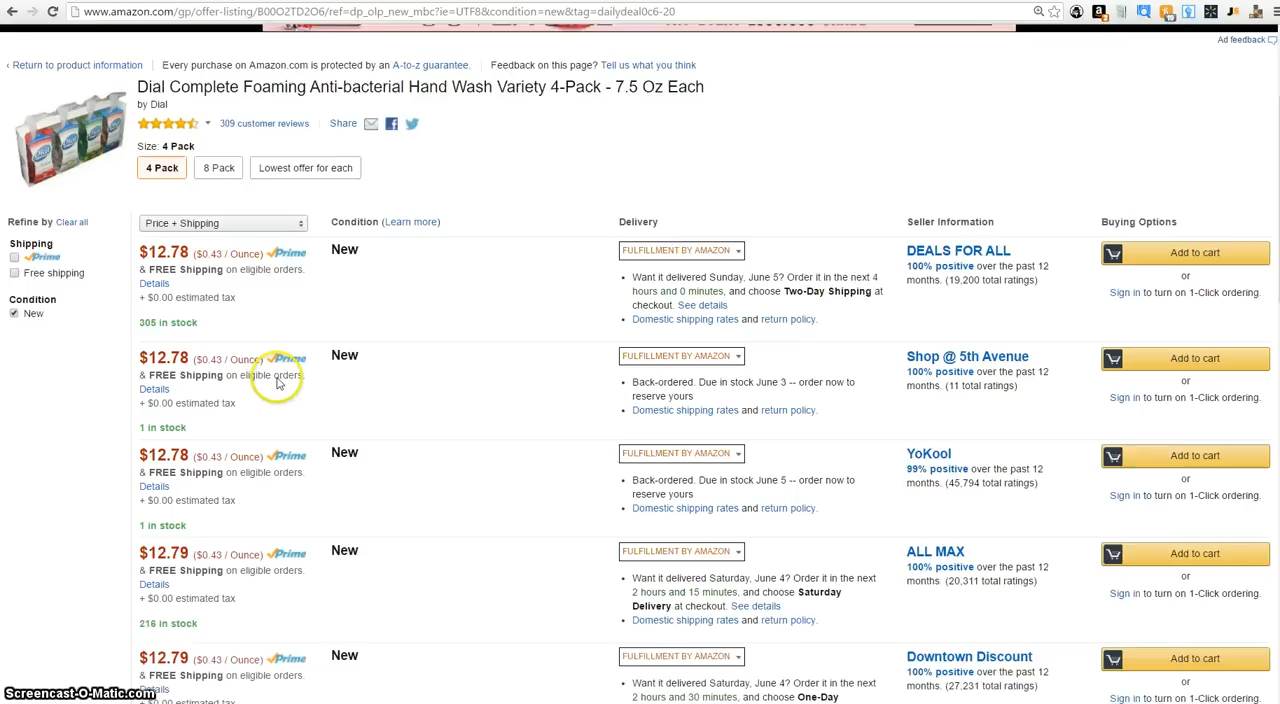 www.amazon.com/gp/offer-listing/B00O2TD2O6/ref=dp_olp_new_mbc?ie=UTF8&condition=new&tag=dailydeal0c6-20
Ad feedback
‹ Return to product information
Every purchase on Amazon.com is protected by an A-to-z guarantee.
Feedback on this page? Tell us what you think
Dial Complete Foaming Anti-bacterial Hand Wash Variety 4-Pack - 7.5 Oz Each
by Dial
309 customer reviews
Share
Size: 4 Pack
4 Pack
8 Pack
Lowest offer for each
Refine by Clear all
Price + Shipping
Condition (Learn more)
Delivery
Seller Information
Buying Options
Shipping
Prime
Free shipping
Condition
New
$12.78 ($0.43 / Ounce) Prime
& FREE Shipping on eligible orders.
Details
+ $0.00 estimated tax
305 in stock
New
FULFILLMENT BY AMAZON
Want it delivered Sunday, June 5? Order it in the next 4
hours and 0 minutes, and choose Two-Day Shipping at
checkout. See details
Domestic shipping rates and return policy.
DEALS FOR ALL
100% positive over the past 12
months. (19,200 total ratings)
Add to cart
or
Sign in to turn on 1-Click ordering.
$12.78 ($0.43 / Ounce) Prime
& FREE Shipping on eligible orders.
Details
+ $0.00 estimated tax
1 in stock
New
FULFILLMENT BY AMAZON
Back-ordered. Due in stock June 3 -- order now to
reserve yours
Domestic shipping rates and return policy.
Shop @ 5th Avenue
100% positive over the past 12
months. (11 total ratings)
Add to cart
or
Sign in to turn on 1-Click ordering.
$12.78 ($0.43 / Ounce) Prime
& FREE Shipping on eligible orders.
Details
+ $0.00 estimated tax
1 in stock
New
FULFILLMENT BY AMAZON
Back-ordered. Due in stock June 5 -- order now to
reserve yours
Domestic shipping rates and return policy.
YoKool
99% positive over the past 12
months. (45,794 total ratings)
Add to cart
or
Sign in to turn on 1-Click ordering.
$12.79 ($0.43 / Ounce) Prime
& FREE Shipping on eligible orders.
Details
+ $0.00 estimated tax
216 in stock
New
FULFILLMENT BY AMAZON
Want it delivered Saturday, June 4? Order it in the next
2 hours and 15 minutes, and choose Saturday
Delivery at checkout. See details
Domestic shipping rates and return policy.
ALL MAX
100% positive over the past 12
months. (20,311 total ratings)
Add to cart
or
Sign in to turn on 1-Click ordering.
$12.79 ($0.43 / Ounce) Prime
& FREE Shipping on eligible orders.
Details
+ $0.00 estimated tax
New
FULFILLMENT BY AMAZON
Want it delivered Saturday, June 4? Order it in the next
2 hours and 30 minutes, and choose One-Day
Downtown Discount
100% positive over the past 12
months. (27,231 total ratings)
Add to cart
or
Sign in to turn on 1-Click ordering.
Screencast-O-Matic.com